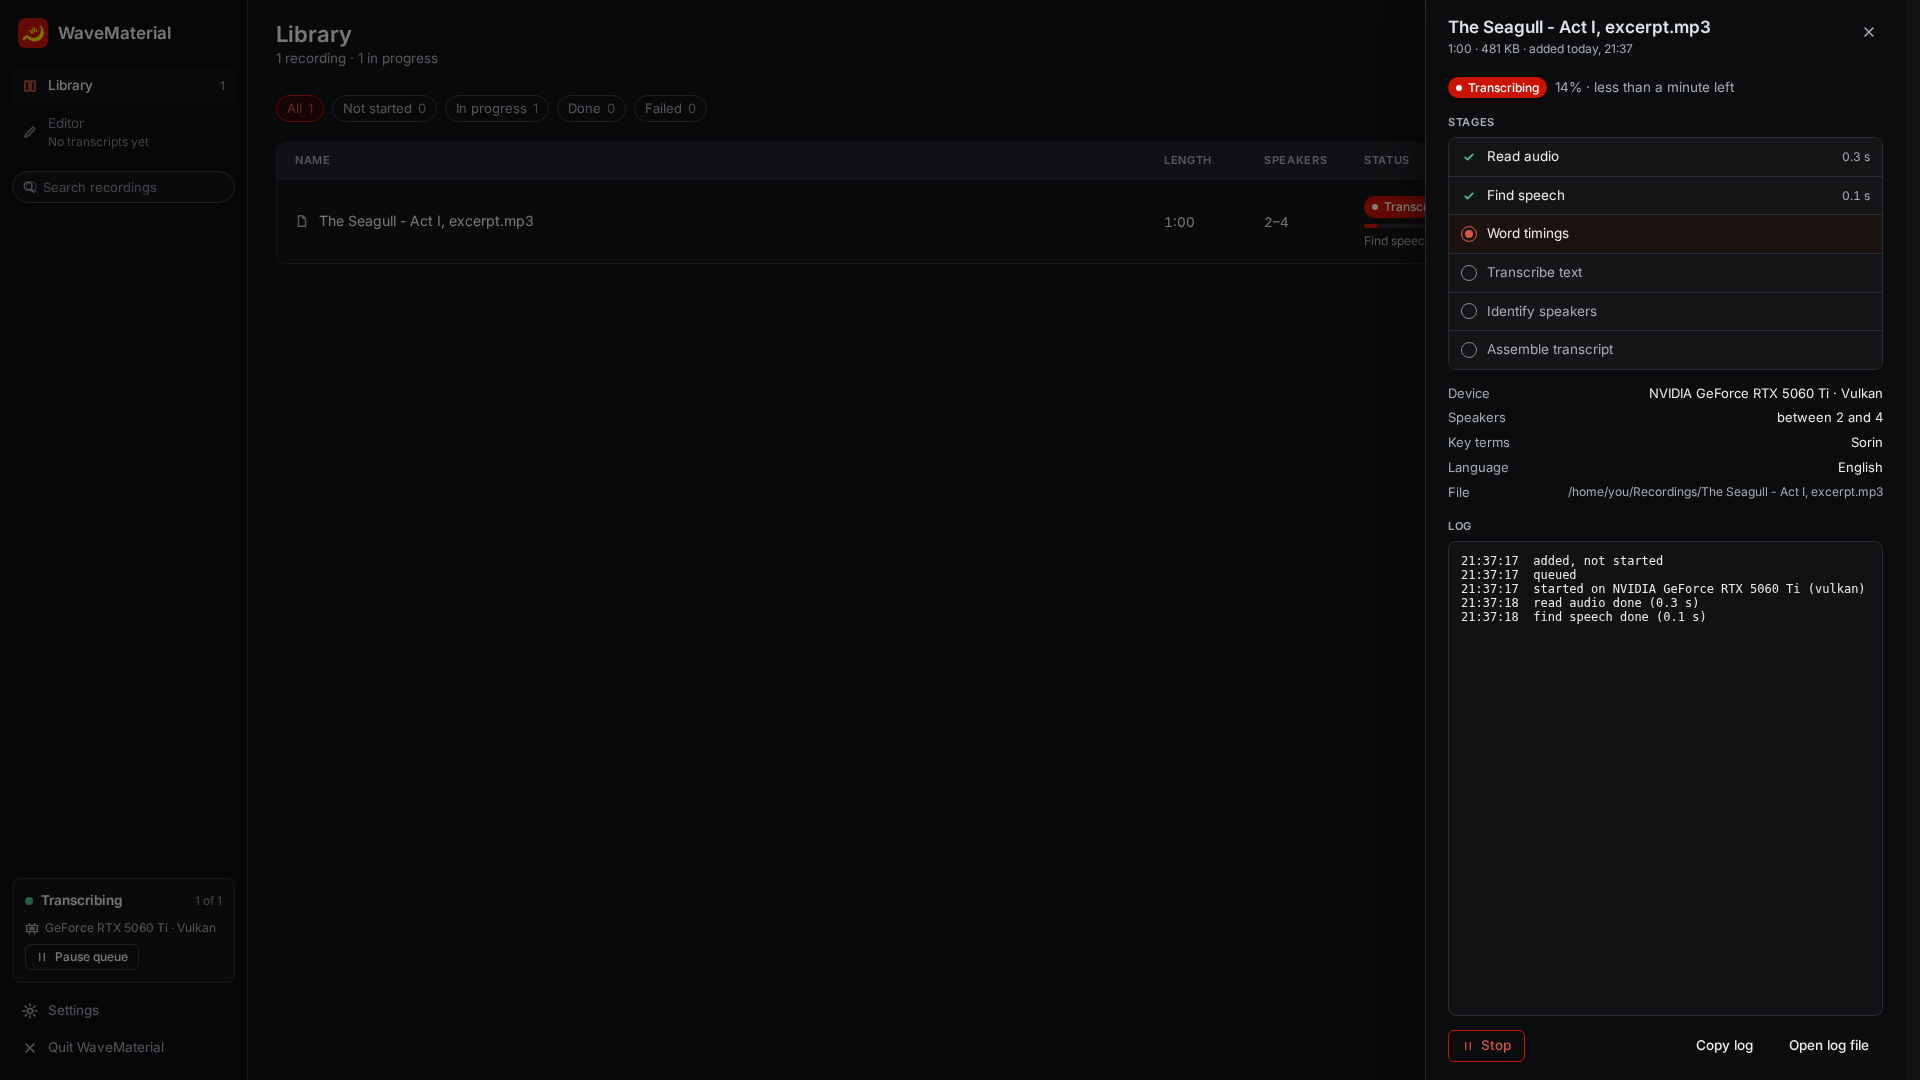 WaveMaterial
Library 1
Editor
No transcripts yet
Search recordings
Transcribing 1 of 1
GeForce RTX 5060 Ti · Vulkan
Pause queue
Settings
Quit WaveMaterial
Library
1 recording · 1 in progress
All 1 Not started 0 In progress 1 Done 0 Failed 0
NAME LENGTH SPEAKERS STATUS
The Seagull - Act I, excerpt.mp3 1:00 2–4
Transcr
Find speec
The Seagull - Act I, excerpt.mp3
1:00 · 481 KB · added today, 21:37
Transcribing 14% · less than a minute left
STAGES
Read audio 0.3 s
Find speech 0.1 s
Word timings
Transcribe text
Identify speakers
Assemble transcript
Device NVIDIA GeForce RTX 5060 Ti · Vulkan
Speakers between 2 and 4
Key terms Sorin
Language English
File /home/you/Recordings/The Seagull - Act I, excerpt.mp3
LOG
21:37:17 added, not started
21:37:17 queued
21:37:17 started on NVIDIA GeForce RTX 5060 Ti (vulkan)
21:37:18 read audio done (0.3 s)
21:37:18 find speech done (0.1 s)
Stop Copy log Open log file